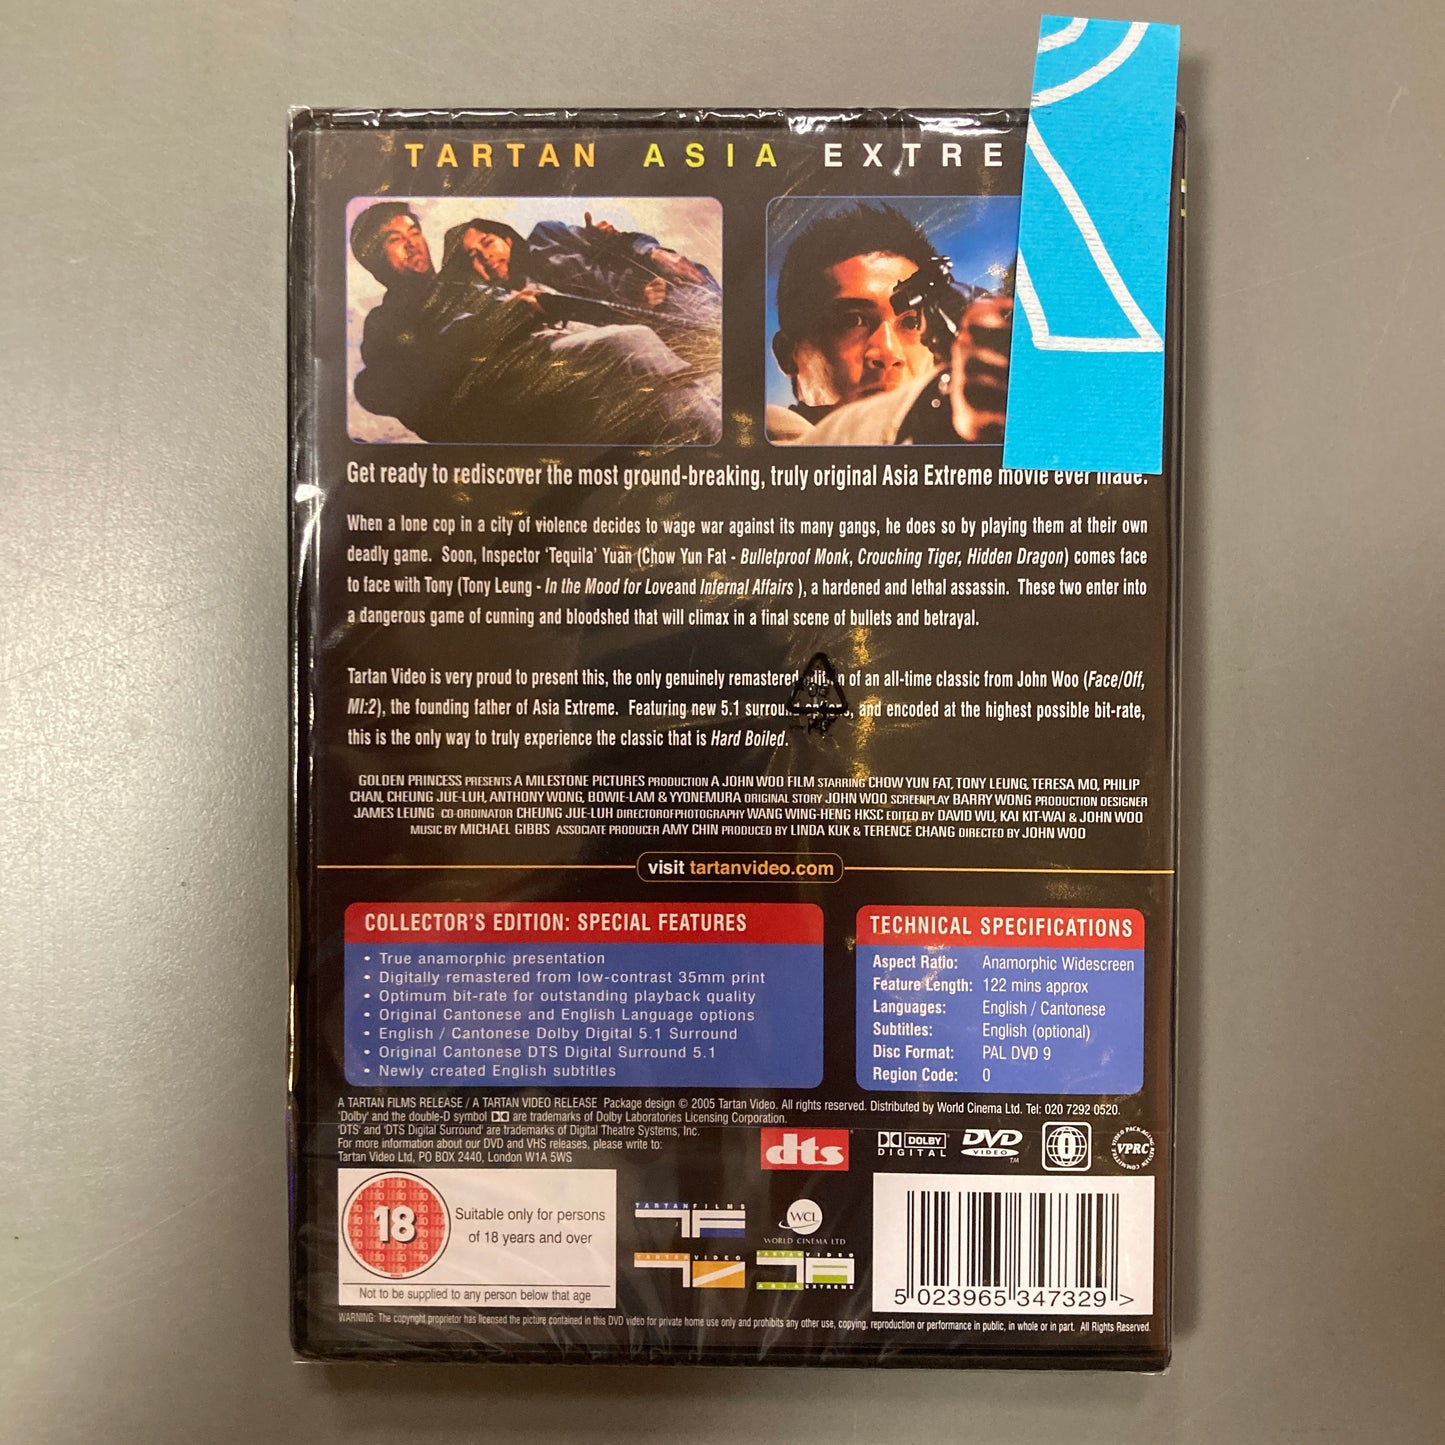 TARTAN ASIA EXTRE
Get ready to rediscover the most ground-breaking, truly original Asia Extreme movie ever made.
When a lone cop in a city of violence decides to wage war against its many gangs, he does so by playing them at their own
deadly game. Soon, Inspector 'Tequila' Yuan (Chow Yun Fat - Bulletproof Monk, Crouching Tiger, Hidden Dragon) comes face
to face with Tony (Tony Leung - In the Mood for Loveand Infernal Affairs ), a hardened and lethal assassin. These two enter into
a dangerous game of cunning and bloodshed that will climax in a final scene of bullets and betrayal.
Tartan Video is very proud to present this, the only genuinely remastered edition of an all-time classic from John Woo (Face/Off,
MI:2), the founding father of Asia Extreme. Featuring new 5.1 surround options, and encoded at the highest possible bit-rate,
this is the only way to truly experience the classic that is Hard Boiled.
GOLDEN PRINCESS PRESENTS A MILESTONE PICTURES PRODUCTION A JOHN WOO FILM STARRING CHOW YUN FAT, TONY LEUNG, TERESA MO, PHILIP
CHAN, CHEUNG JUE-LUH, ANTHONY WONG, BOWIE-LAM & YYONEMURA ORIGINAL STORY JOHN WOO SCREENPLAY BARRY WONG PRODUCTION DESIGNER
JAMES LEUNG CO-ORDINATOR CHEUNG JUE-LUH DIRECTOROFPHOTOGRAPHY WANG WING-HENG HKSC EDITED BY DAVID WU, KAI KIT-WAI & JOHN WOO
MUSIC BY MICHAEL GIBBS ASSOCIATE PRODUCER AMY CHIN PRODUCED BY LINDA KUK & TERENCE CHANG DIRECTED BY JOHN WOO
visit tartanvideo.com
COLLECTOR'S EDITION: SPECIAL FEATURES
• True anamorphic presentation
• Digitally remastered from low-contrast 35mm print
• Optimum bit-rate for outstanding playback quality
• Original Cantonese and English Language options
• English / Cantonese Dolby Digital 5.1 Surround
• Original Cantonese DTS Digital Surround 5.1
• Newly created English subtitles
TECHNICAL SPECIFICATIONS
Aspect Ratio: Anamorphic Widescreen
Feature Length: 122 mins approx
Languages: English / Cantonese
Subtitles: English (optional)
Disc Format: PAL DVD 9
Region Code: 0
A TARTAN FILMS RELEASE / A TARTAN VIDEO RELEASE Package design © 2005 Tartan Video. All rights reserved. Distributed by World Cinema Ltd. Tel: 020 7292 0520.
'Dolby' and the double-D symbol are trademarks of Dolby Laboratories Licensing Corporation.
'DTS' and 'DTS Digital Surround' are trademarks of Digital Theatre Systems, Inc.
For more information about our DVD and VHS releases, please write to:
Tartan Video Ltd, PO BOX 2440, London W1A 5WS
dts
DOLBY
DIGITAL
DVD
VIDEO
TM
0
VPRC
18
Suitable only for persons
of 18 years and over
Not to be supplied to any person below that age
TARTAN FILMS
TARTAN VIDEO
WCL
WORLD CINEMA LTD
TARTAN VIDEO
ASIA EXTREME
5 023965 347329 >
WARNING: The copyright proprietor has licensed the picture contained in this DVD video for private home use only and prohibits any other use, copying, reproduction or performance in public, in whole or in part. All Rights Reserved.